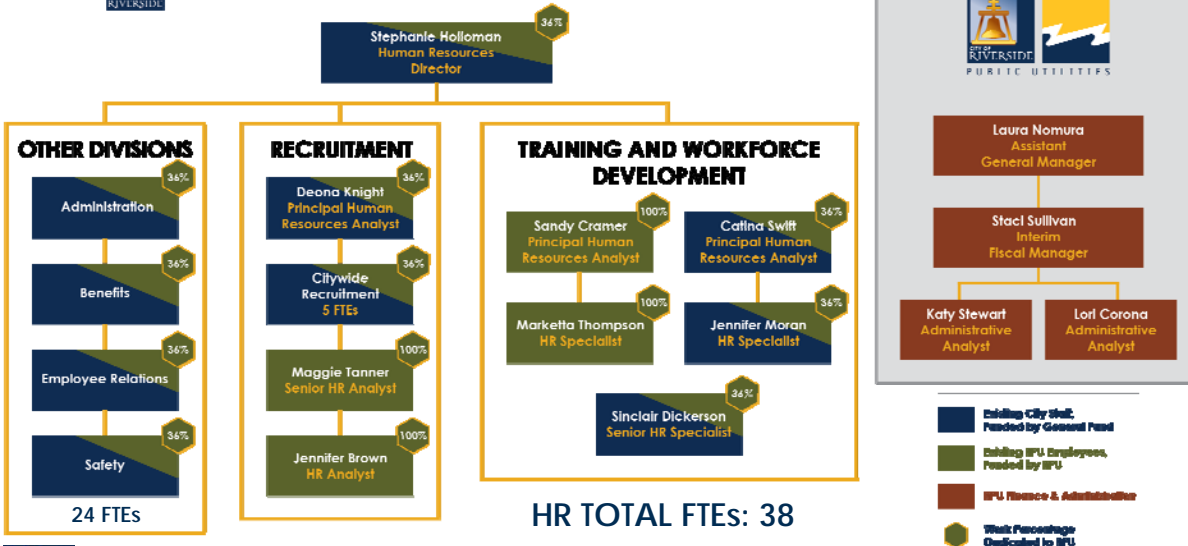 RIVERSIDE
36%
Stephanie Holloman
Human Resources
Director
OTHER DIVISIONS
36%
Administration
36%
Benefits
36%
Employee Relations
36%
Safety
24 FTEs
RECRUITMENT
36%
Deona Knight
Principal Human
Resources Analyst
36%
Citywide
Recruitment
5 FTEs
100%
Maggie Tanner
Senior HR Analyst
100%
Jennifer Brown
HR Analyst
TRAINING AND WORKFORCE
DEVELOPMENT
100%
Sandy Cramer
Principal Human
Resources Analyst
36%
Catina Swift
Principal Human
Resources Analyst
100%
Marketta Thompson
HR Specialist
36%
Jennifer Moran
HR Specialist
36%
Sinclair Dickerson
Senior HR Specialist
HR TOTAL FTEs: 38
CITY OF
RIVERSIDE
PUBLIC UTILITIES
Laura Nomura
Assistant
General Manager
Staci Sullivan
Interim
Fiscal Manager
Katy Stewart
Administrative
Analyst
Lori Corona
Administrative
Analyst
Existing City Staff,
Funded by General Fund
Existing RPU Employees,
Funded by RPU
RPU Finance & Administration
Work Percentage
Dedicated to RPU